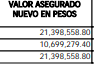 VALOR ASEGURADO
NUEVO EN PESOS
21,398,558.80
10,699,279.40
21,398,558.80